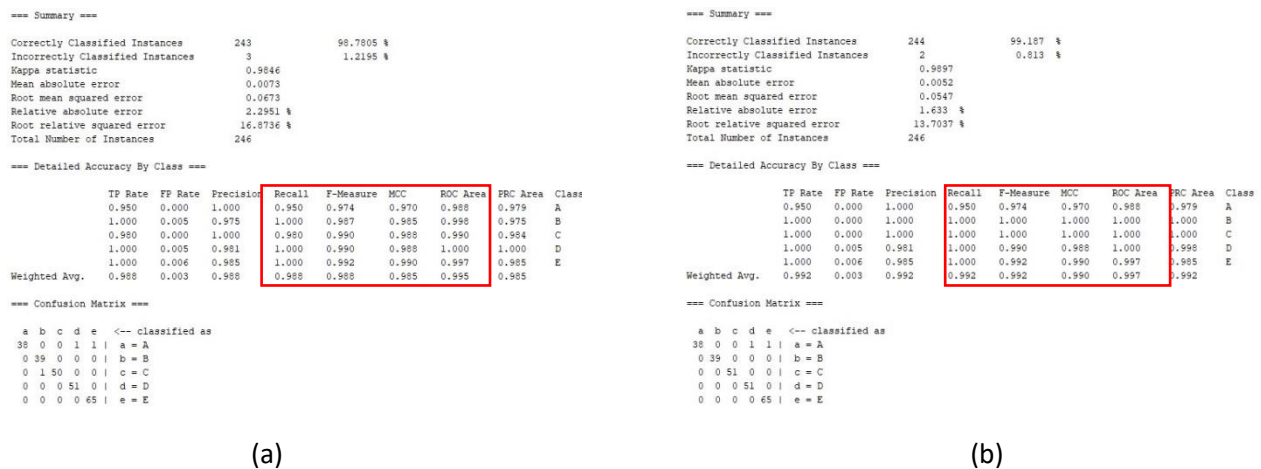 === Summary ===
Correctly Classified Instances 243 98.7805 %
Incorrectly Classified Instances 3 1.2195 %
Kappa statistic 0.9846
Mean absolute error 0.0073
Root mean squared error 0.0673
Relative absolute error 2.2951 %
Root relative squared error 16.8736 %
Total Number of Instances 246
=== Detailed Accuracy By Class ===
TP Rate FP Rate Precision Recall F-Measure MCC ROC Area PRC Area Class
0.950 0.000 1.000 0.950 0.974 0.970 0.988 0.979 A
1.000 0.005 0.975 1.000 0.987 0.985 0.998 0.975 B
0.980 0.000 1.000 0.980 0.990 0.988 0.990 0.984 C
1.000 0.005 0.981 1.000 0.990 0.988 1.000 1.000 D
1.000 0.006 0.985 1.000 0.992 0.990 0.997 0.985 E
Weighted Avg. 0.988 0.003 0.988 0.988 0.988 0.985 0.995 0.985
=== Confusion Matrix ===
a b c d e <-- classified as
38 0 0 1 1 | a = A
0 39 0 0 0 | b = B
0 1 50 0 0 | c = C
0 0 0 51 0 | d = D
0 0 0 0 65 | e = E
(a)
=== Summary ===
Correctly Classified Instances 244 99.187 %
Incorrectly Classified Instances 2 0.813 %
Kappa statistic 0.9897
Mean absolute error 0.0052
Root mean squared error 0.0547
Relative absolute error 1.633 %
Root relative squared error 13.7037 %
Total Number of Instances 246
=== Detailed Accuracy By Class ===
TP Rate FP Rate Precision Recall F-Measure MCC ROC Area PRC Area Class
0.950 0.000 1.000 0.950 0.974 0.970 0.988 0.979 A
1.000 0.000 1.000 1.000 1.000 1.000 1.000 1.000 B
1.000 0.000 1.000 1.000 1.000 1.000 1.000 1.000 C
1.000 0.005 0.981 1.000 0.990 0.988 1.000 0.998 D
1.000 0.006 0.985 1.000 0.992 0.990 0.997 0.985 E
Weighted Avg. 0.992 0.003 0.992 0.992 0.992 0.990 0.997 0.992
=== Confusion Matrix ===
a b c d e <-- classified as
38 0 0 1 1 | a = A
0 39 0 0 0 | b = B
0 0 51 0 0 | c = C
0 0 0 51 0 | d = D
0 0 0 0 65 | e = E
(b)